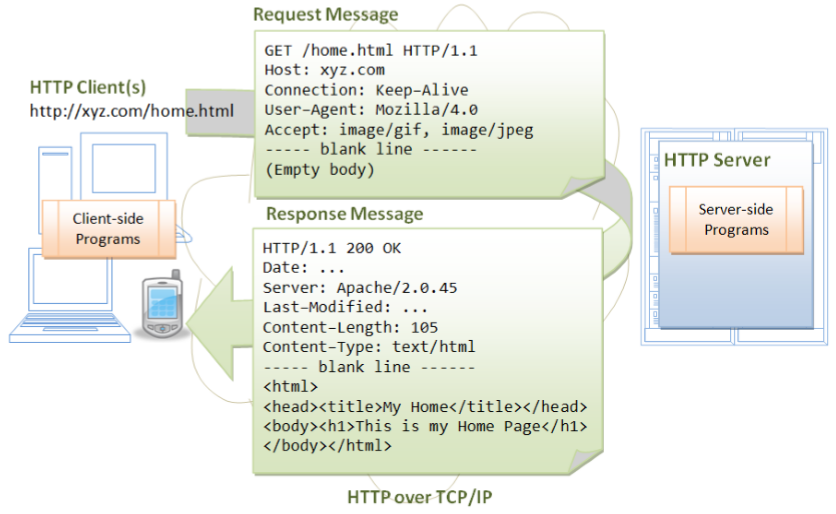 Request Message
GET /home.html HTTP/1.1
Host: xyz.com
Connection: Keep-Alive
User-Agent: Mozilla/4.0
Accept: image/gif, image/jpeg
----- blank line ------
(Empty body)
HTTP Client(s)
http://xyz.com/home.html
Client-side
Programs
HTTP Server
Server-side
Programs
Response Message
HTTP/1.1 200 OK
Date: ...
Server: Apache/2.0.45
Last-Modified: ...
Content-Length: 105
Content-Type: text/html
----- blank line ------
<html>
<head><title>My Home</title></head>
<body><h1>This is my Home Page</h1>
</body></html>
HTTP over TCP/IP